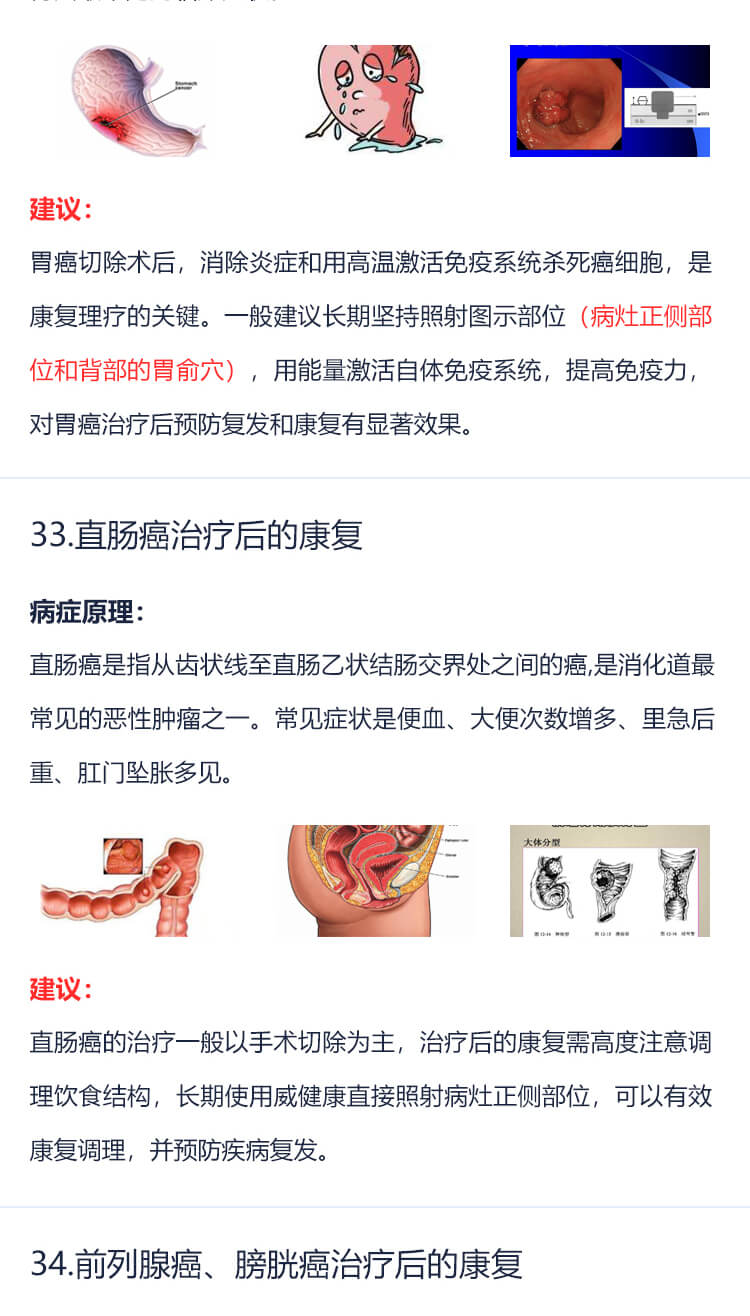 Stomach
cancer
建议：
胃癌切除术后，消除炎症和用高温激活免疫系统杀死癌细胞，是
康复理疗的关键。一般建议长期坚持照射图示部位（病灶正侧部
位和背部的胃俞穴），用能量激活自体免疫系统，提高免疫力，
对胃癌治疗后预防复发和康复有显著效果。
33.直肠癌治疗后的康复
病症原理：
直肠癌是指从齿状线至直肠乙状结肠交界处之间的癌,是消化道最
常见的恶性肿瘤之一。常见症状是便血、大便次数增多、里急后
重、肛门坠胀多见。
大体分型
建议：
直肠癌的治疗一般以手术切除为主，治疗后的康复需高度注意调
理饮食结构，长期使用威健康直接照射病灶正侧部位，可以有效
康复调理，并预防疾病复发。
34.前列腺癌、膀胱癌治疗后的康复